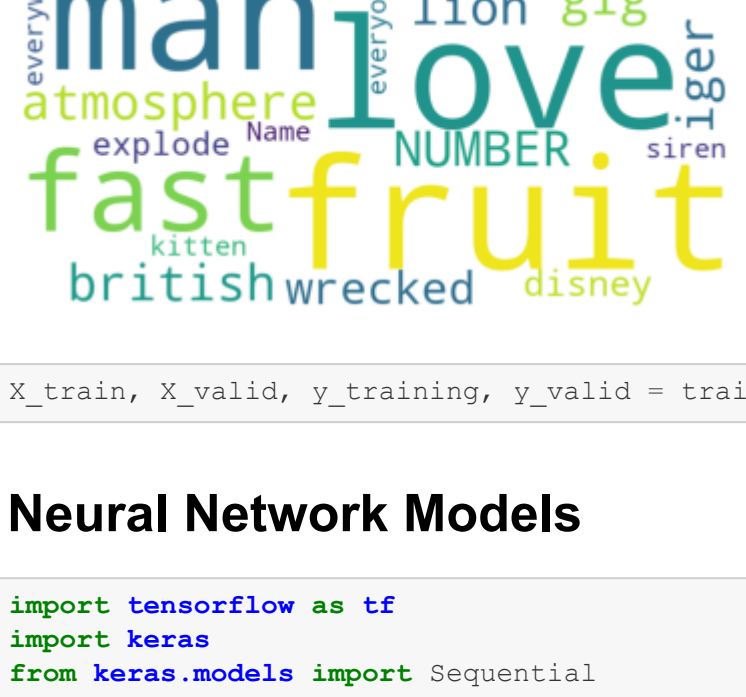 man
lion
gig
love
iger
atmosphere
explode
Name
NUMBER
siren
fast
fruit
kitten
british
wrecked
disney
X_train, X_valid, y_training, y_valid = trai
Neural Network Models
import tensorflow as tf
import keras
from keras.models import Sequential